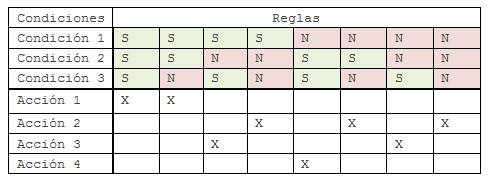 Condiciones Reglas
Condición 1 S S S S N N N N
Condición 2 S S N N S S N N
Condición 3 S N S N S N S N
Acción 1 X X
Acción 2 X X X
Acción 3 X X
Acción 4 X